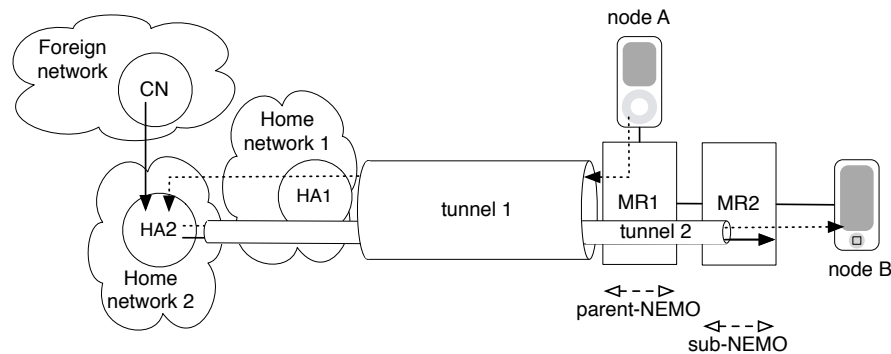 node A
Foreign
network
CN
Home
network 1
HA1
tunnel 1
MR1
MR2
HA2
tunnel 2
Home
network 2
node B
parent-NEMO
sub-NEMO